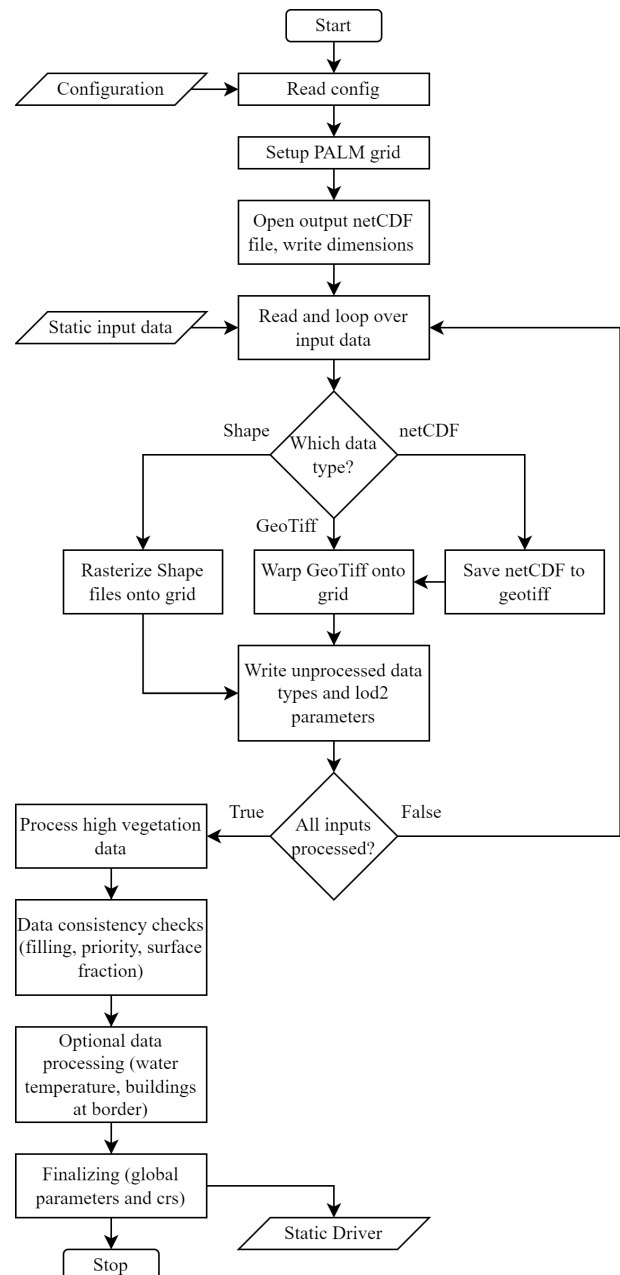 Start
Configuration
Read config
Setup PALM grid
Open output netCDF
file, write dimensions
Static input data
Read and loop over
input data
Shape
Which data
type?
netCDF
GeoTiff
Rasterize Shape
files onto grid
Warp GeoTiff onto
grid
Save netCDF to
geotiff
Write unprocessed data
types and lod2
parameters
True
All inputs
processed?
False
Process high vegetation
data
Data consistency checks
(filling, priority, surface
fraction)
Optional data
processing (water
temperature, buildings
at border)
Finalizing (global
parameters and crs)
Static Driver
Stop